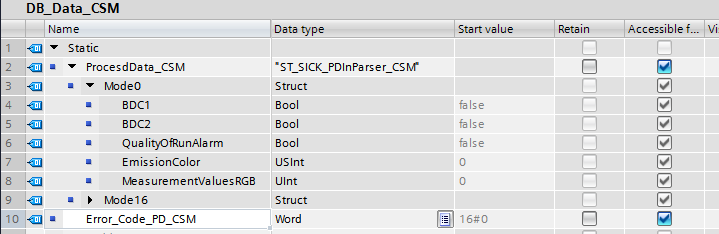 DB_Data_CSM
Name Data type Start value Retain Accessible f... Vi
1 Static
2 ProcesdData_CSM "ST_SICK_PDInParser_CSM"
3 Mode0 Struct
4 BDC1 Bool false
5 BDC2 Bool false
6 QualityOfRunAlarm Bool false
7 EmissionColor USInt 0
8 MeasurementValuesRGB UInt 0
9 Mode16 Struct
10 Error_Code_PD_CSM Word 16#0